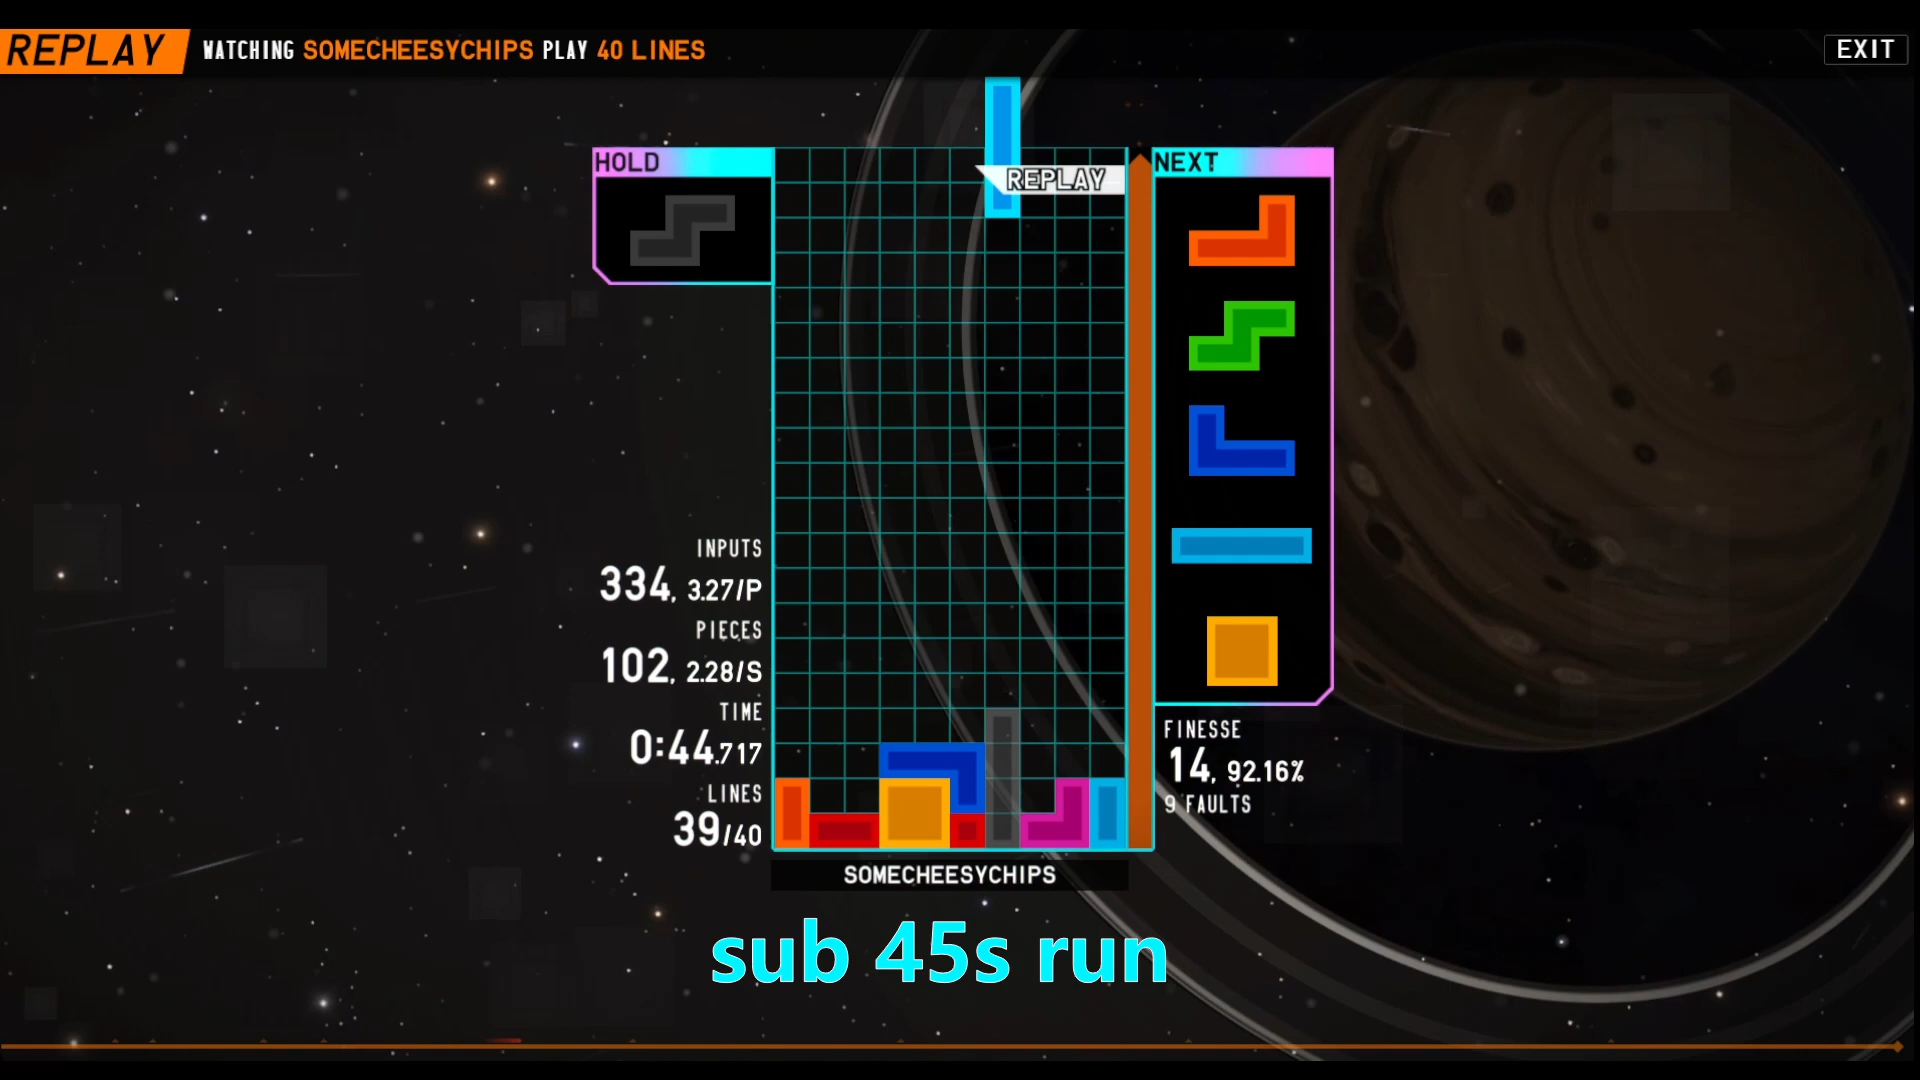 REPLAY WATCHING SOMECHEESYCHIPS PLAY 40 LINES
EXIT
HOLD
REPLAY
NEXT
INPUTS
334, 3.27/P
PIECES
102, 2.28/S
TIME
0:44.717
LINES
39/40
FINESSE
14, 92.16%
9 FAULTS
SOMECHEESYCHIPS
sub 45s run